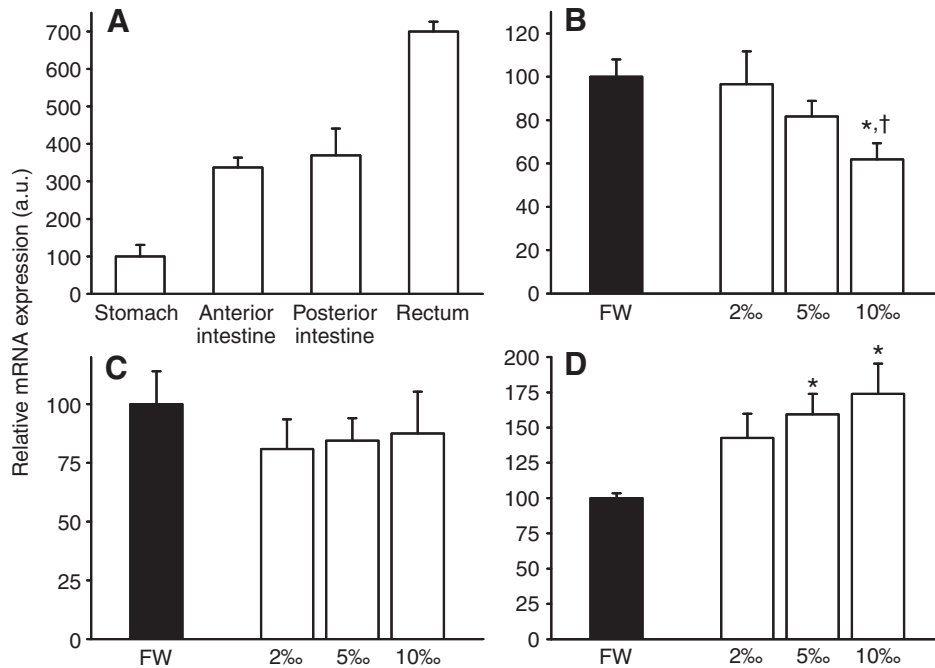 Relative mRNA expression (a.u.)
A
700
600
500
400
300
200
100
0
Stomach
Anterior
intestine
Posterior
intestine
Rectum
B
120
100
80
60
40
20
0
*,†
FW
2‰
5‰
10‰
C
100
75
50
25
0
FW
2‰
5‰
10‰
D
200
175
150
125
100
75
50
25
0
*
*
FW
2‰
5‰
10‰